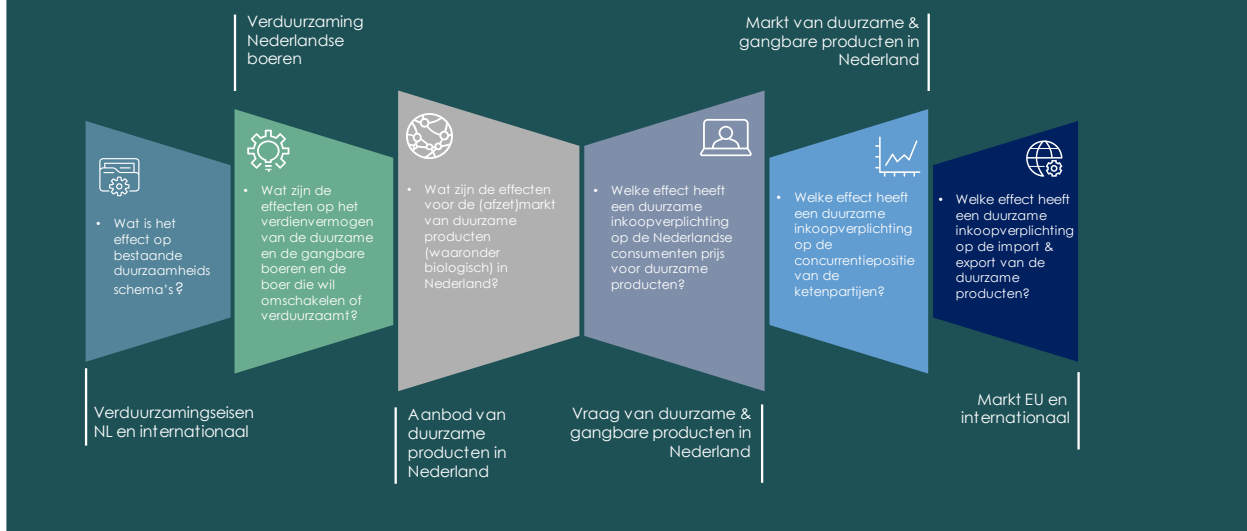 Verduurzaming
Nederlandse
boeren
Markt van duurzame &
gangbare producten in
Nederland
• Wat is het
effect op
bestaande
duurzaamheids
schema's?
• Wat zijn de
effecten op het
verdienvermogen
van de duurzame
en de gangbare
boeren en de
boer die wil
omschakelen of
verduurzaamt?
• Wat zijn de effecten
voor de (afzet)markt
van duurzame
producten
(waaronder
biologisch) in
Nederland?
• Welke effect heeft
een duurzame
inkoopverplichting
op de Nederlandse
consumenten prijs
voor duurzame
producten?
• Welke effect heeft
een duurzame
inkoopverplichting
op de
concurrentiepositie
van de
ketenpartijen?
• Welke effect heeft
een duurzame
inkoopverplichting
op de import &
export van de
duurzame
producten?
Verduurzamingseisen
NL en internationaal
Aanbod van
duurzame
producten in
Nederland
Vraag van duurzame &
gangbare producten in
Nederland
Markt EU en
internationaal